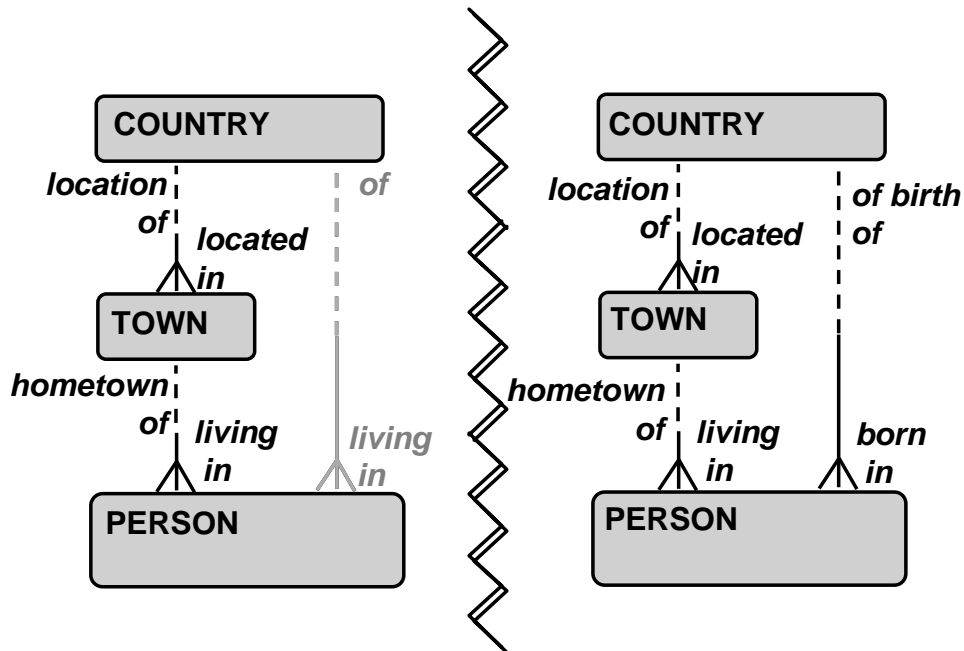 COUNTRY
location
of
of
located
in
TOWN
hometown
of
living
in
living
in
PERSON
COUNTRY
location
of
of birth
of
located
in
TOWN
hometown
of
living
in
born
in
PERSON